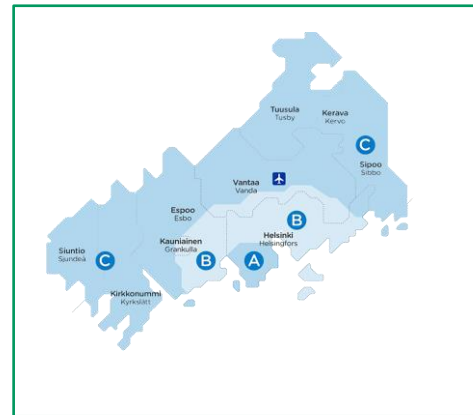 Tuusula
Tusby
Kerava
Kervo
C
Sipoo
Sibbo
Vantaa
Vanda
Espoo
Esbo
B
Helsinki
Helsingfors
Kauniainen
Grankulla
B
A
Siuntio
Sjundeå
C
Kirkkonummi
Kyrkslätt